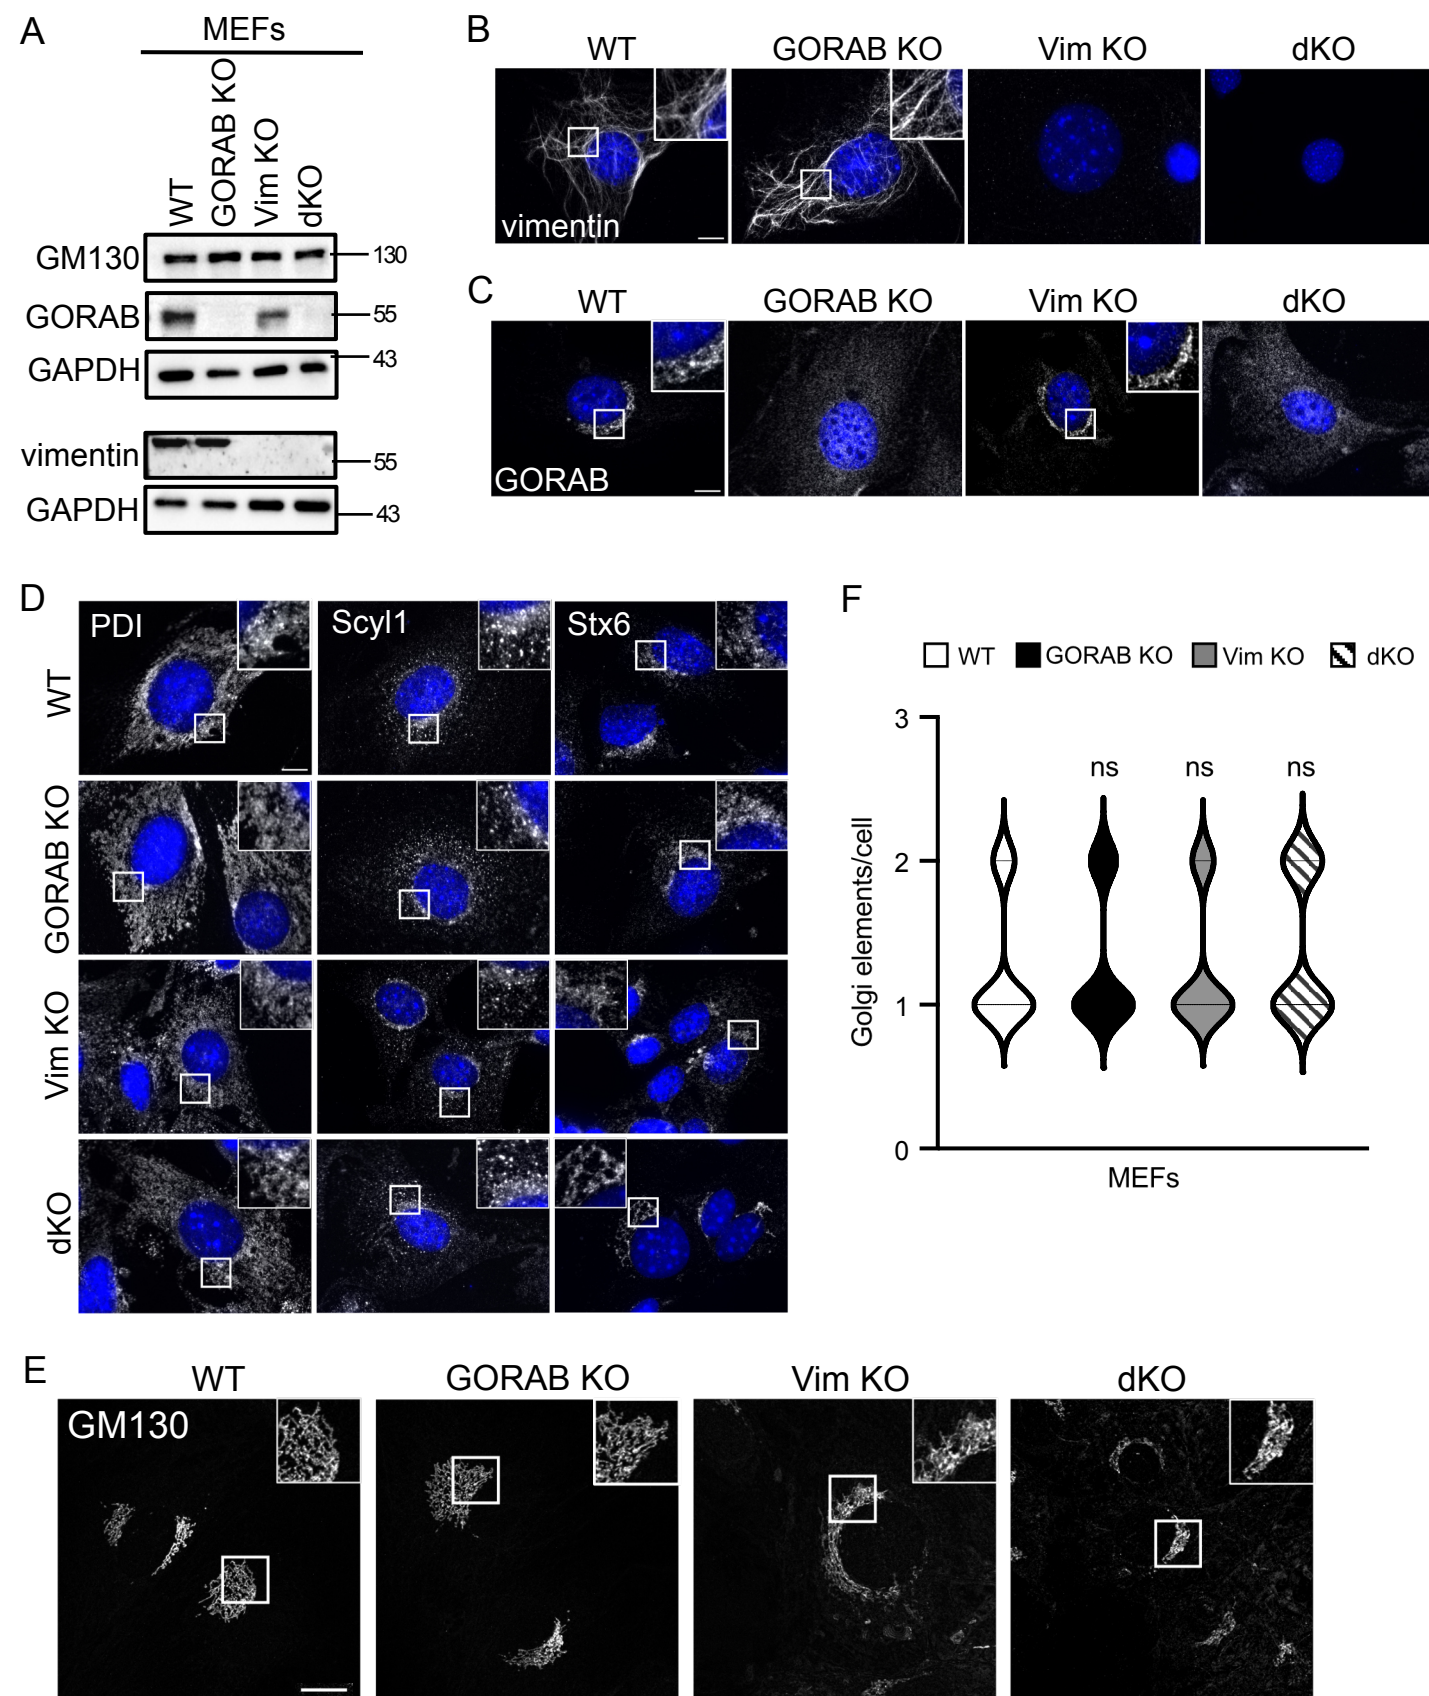 A
MEFs
WT
GORAB KO
Vim KO
dKO
GM130
130
GORAB
55
GAPDH
43
vimentin
55
GAPDH
43
B
WT
GORAB KO
Vim KO
dKO
vimentin
C
WT
GORAB KO
Vim KO
dKO
GORAB
D
PDI
Scyl1
Stx6
WT
GORAB KO
Vim KO
dKO
F
WT
GORAB KO
Vim KO
dKO
3
ns
ns
ns
2
Golgi elements/cell
1
0
MEFs
E
WT
GORAB KO
Vim KO
dKO
GM130